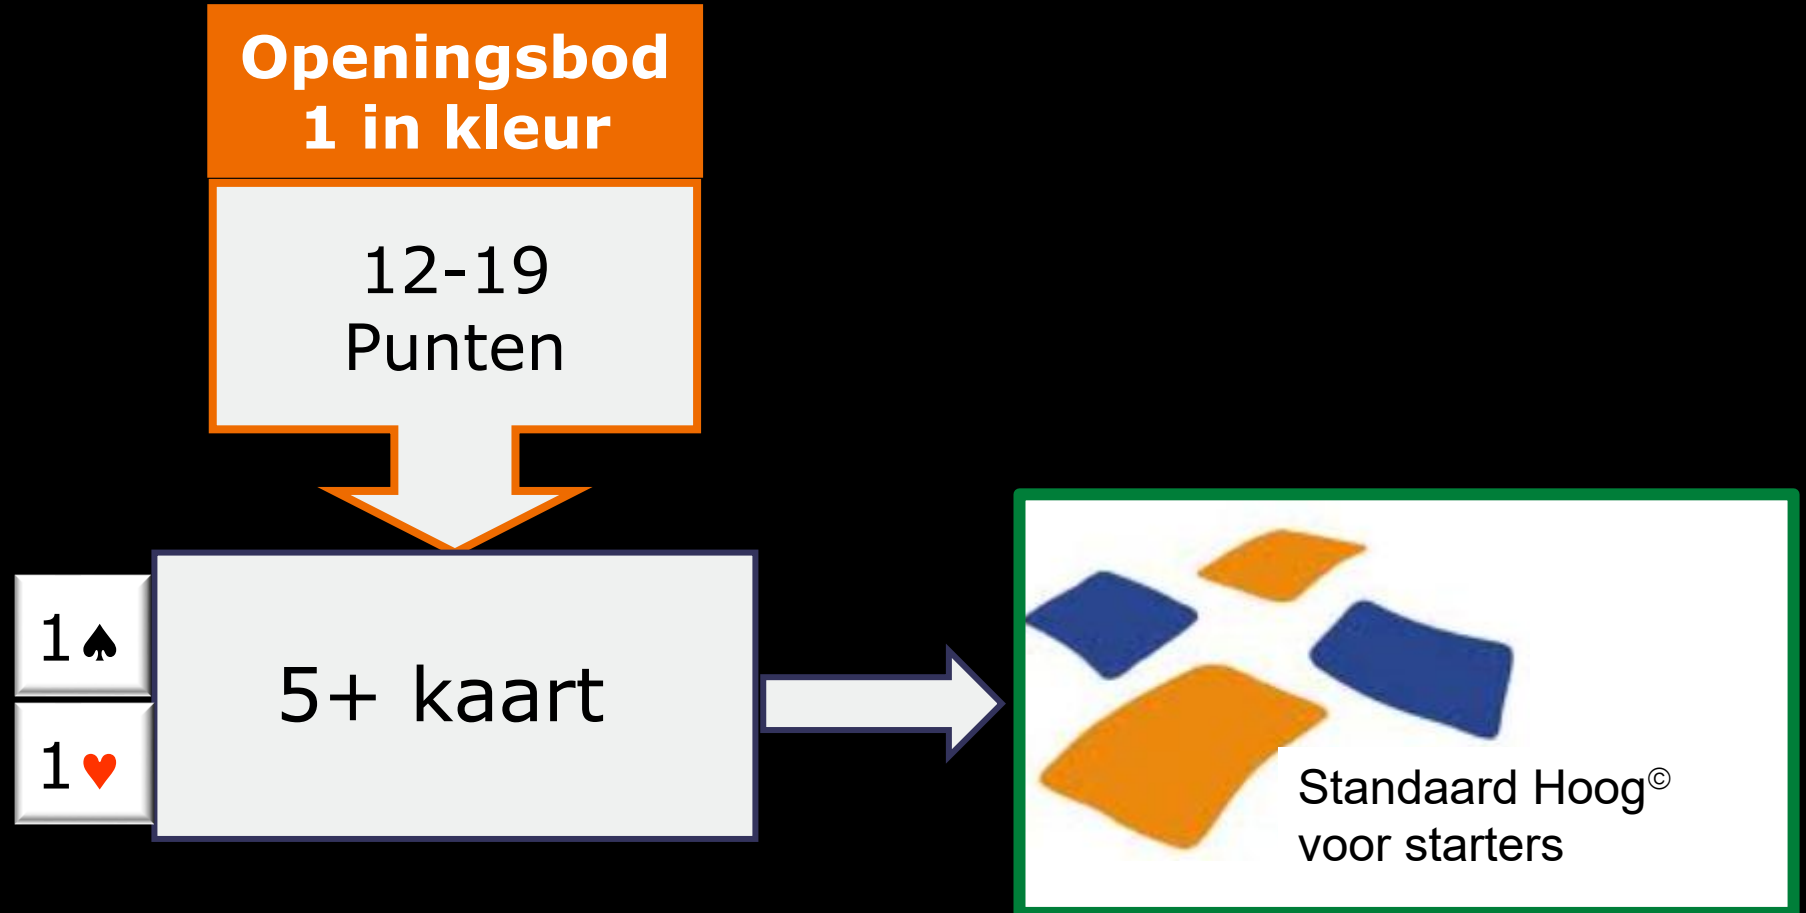 Openingsbod
1 in kleur
12-19
Punten
1♠
5+ kaart
1♥
Standaard Hoog©
voor starters